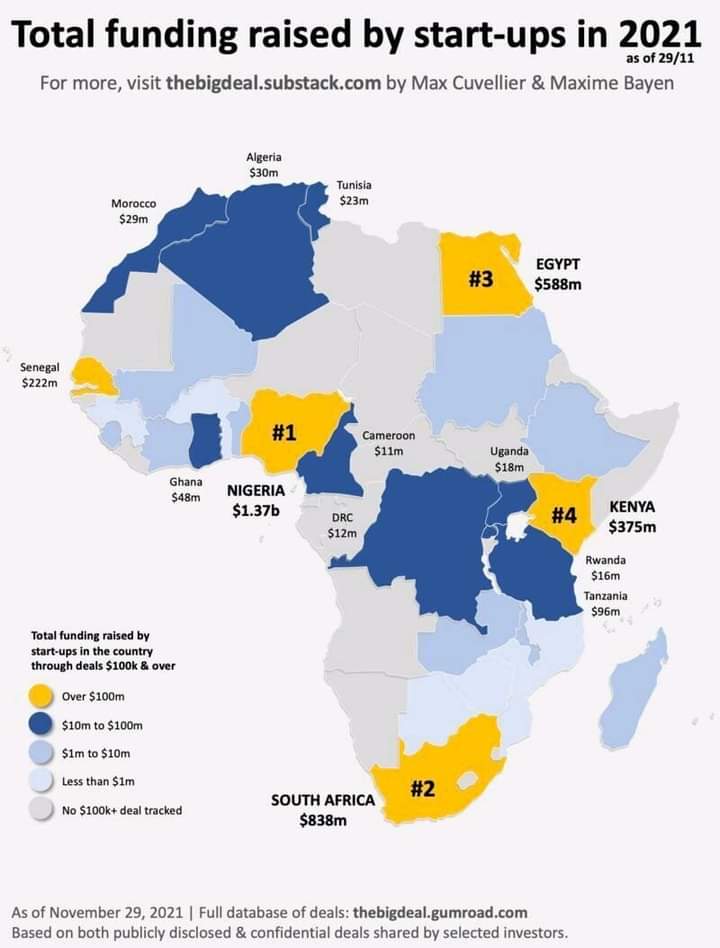 Total funding raised by start-ups in 2021
as of 29/11
For more, visit thebigdeal.substack.com by Max Cuvellier & Maxime Bayen
Algeria
$30m
Tunisia
$23m
Morocco
$29m
#3
EGYPT
$588m
Senegal
$222m
#1
Cameroon
$11m
Uganda
$18m
Ghana
$48m
NIGERIA
$1.37b
DRC
$12m
#4
KENYA
$375m
Rwanda
$16m
Tanzania
$96m
Total funding raised by
start-ups in the country
through deals $100k & over
Over $100m
$10m to $100m
$1m to $10m
Less than $1m
No $100k+ deal tracked
#2
SOUTH AFRICA
$838m
As of November 29, 2021 | Full database of deals: thebigdeal.gumroad.com
Based on both publicly disclosed & confidential deals shared by selected investors.